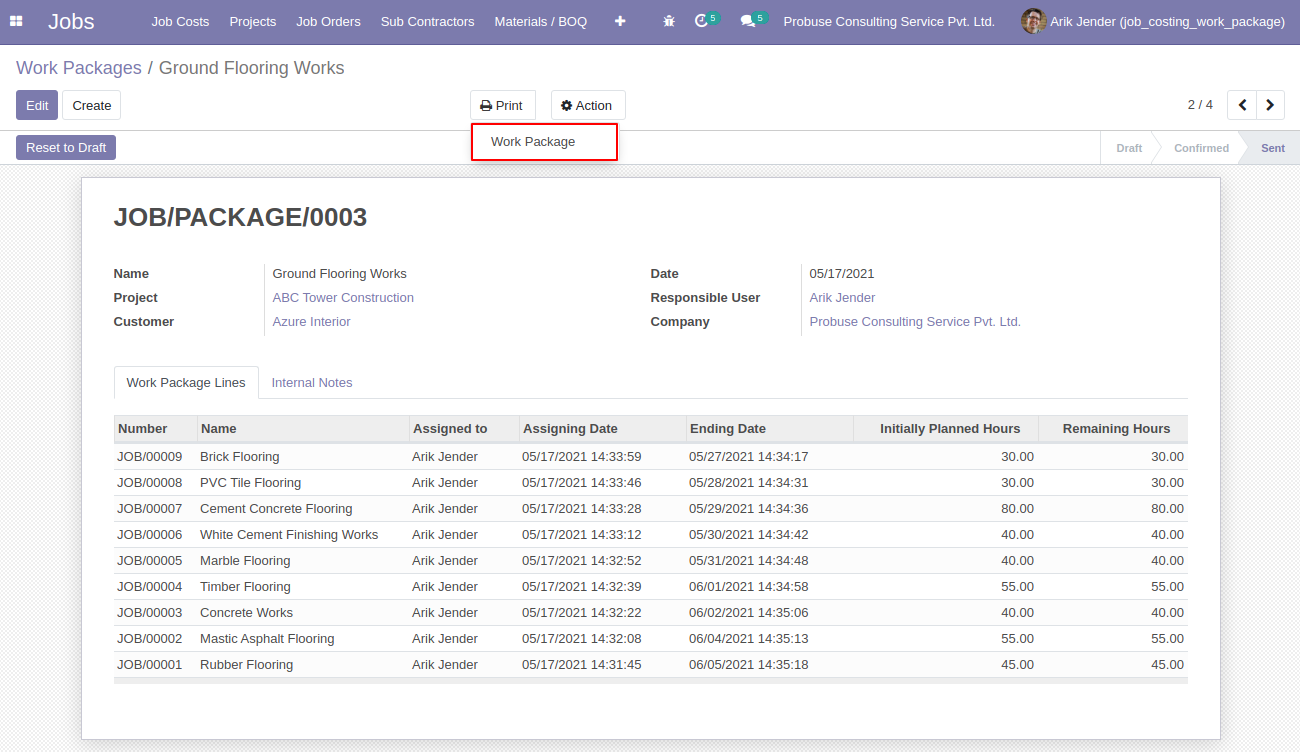 Jobs Job Costs Projects Job Orders Sub Contractors Materials / BOQ 5 5 Probuse Consulting Service Pvt. Ltd. Arik Jender (job_costing_work_package)
Work Packages / Ground Flooring Works
Edit Create Print Action 2 / 4
Reset to Draft Work Package Draft Confirmed Sent
JOB/PACKAGE/0003
Name Ground Flooring Works Date 05/17/2021
Project ABC Tower Construction Responsible User Arik Jender
Customer Azure Interior Company Probuse Consulting Service Pvt. Ltd.
Work Package Lines Internal Notes
Number Name Assigned to Assigning Date Ending Date Initially Planned Hours Remaining Hours
JOB/00009 Brick Flooring Arik Jender 05/17/2021 14:33:59 05/27/2021 14:34:17 30.00 30.00
JOB/00008 PVC Tile Flooring Arik Jender 05/17/2021 14:33:46 05/28/2021 14:34:31 30.00 30.00
JOB/00007 Cement Concrete Flooring Arik Jender 05/17/2021 14:33:28 05/29/2021 14:34:36 80.00 80.00
JOB/00006 White Cement Finishing Works Arik Jender 05/17/2021 14:33:12 05/30/2021 14:34:42 40.00 40.00
JOB/00005 Marble Flooring Arik Jender 05/17/2021 14:32:52 05/31/2021 14:34:48 40.00 40.00
JOB/00004 Timber Flooring Arik Jender 05/17/2021 14:32:39 06/01/2021 14:34:58 55.00 55.00
JOB/00003 Concrete Works Arik Jender 05/17/2021 14:32:22 06/02/2021 14:35:06 40.00 40.00
JOB/00002 Mastic Asphalt Flooring Arik Jender 05/17/2021 14:32:08 06/04/2021 14:35:13 55.00 55.00
JOB/00001 Rubber Flooring Arik Jender 05/17/2021 14:31:45 06/05/2021 14:35:18 45.00 45.00